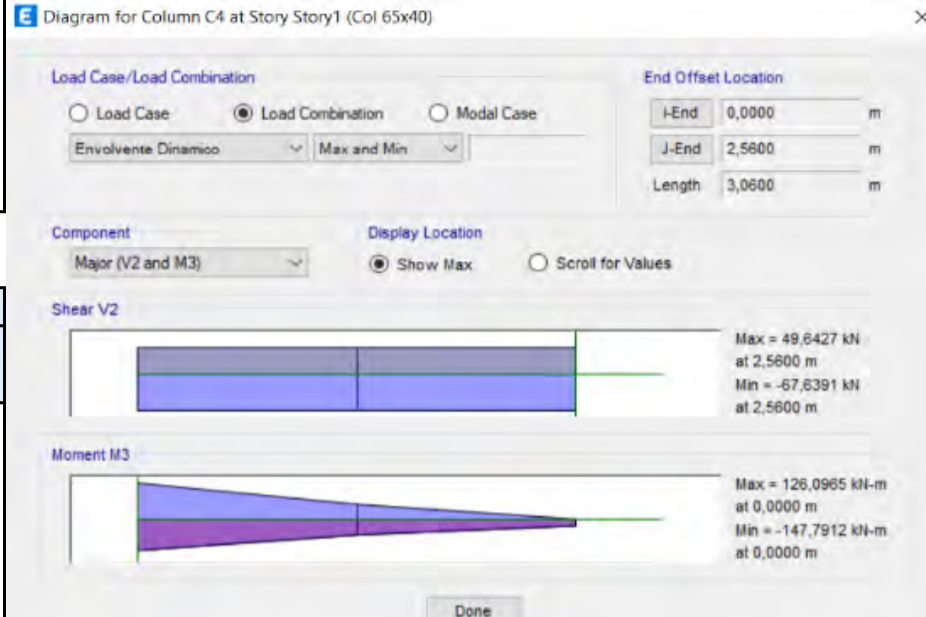 E Diagram for Column C4 at Story Story1 (Col 65x40)
Load Case/Load Combination
Load Case Load Combination Modal Case
Envolvente Dinamico Max and Min
End Offset Location
I-End 0,0000 m
J-End 2,5600 m
Length 3,0600 m
Component
Major (V2 and M3)
Display Location
Show Max Scroll for Values
Shear V2
Max = 49,6427 kN
at 2,5600 m
Min = -67,6391 kN
at 2,5600 m
Moment M3
Max = 126,0965 kN-m
at 0,0000 m
Min = -147,7912 kN-m
at 0,0000 m
Done